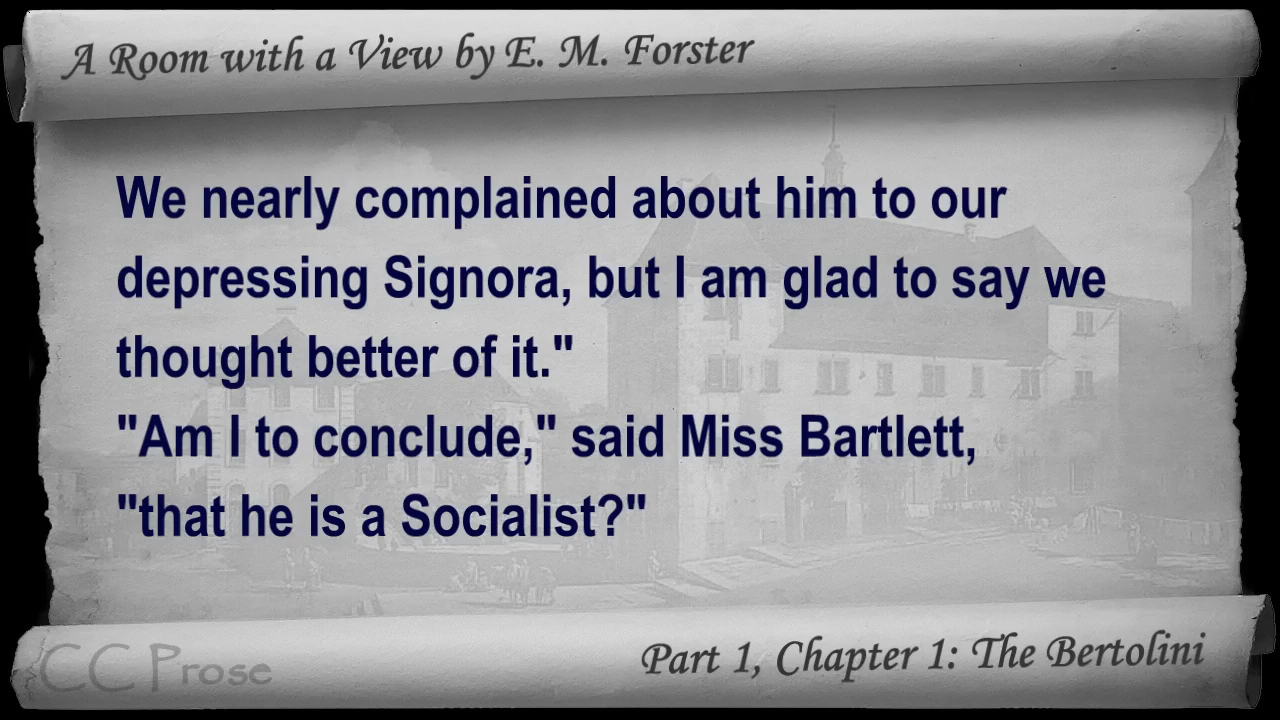 A Room with a View by E. M. Forster
We nearly complained about him to our
depressing Signora, but I am glad to say we
thought better of it."
"Am I to conclude," said Miss Bartlett,
"that he is a Socialist?"
CC Prose
Part 1, Chapter 1: The Bertolini